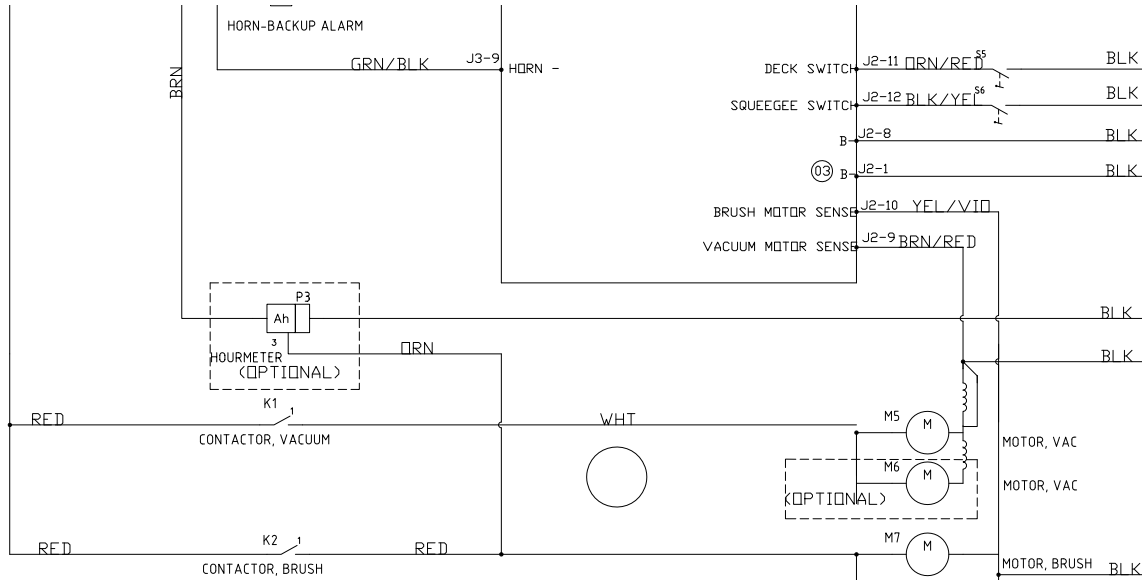 HORN-BACKUP ALARM
BRN
GRN/BLK
J3-9
HORN -
DECK SWITCH
J2-11
ORN/RED
S5
BLK
SQUEEGEE SWITCH
J2-12
BLK/YEL
S6
BLK
B-
J2-8
BLK
03
B-
J2-1
BLK
BRUSH MOTOR SENSE
J2-10
YEL/VIO
VACUUM MOTOR SENSE
J2-9
BRN/RED
P3
Ah
BLK
3
HOURMETER
(OPTIONAL)
ORN
BLK
RED
K1
1
CONTACTOR, VACUUM
WHT
M5
M
MOTOR, VAC
M6
M
MOTOR, VAC
(OPTIONAL)
RED
K2
1
CONTACTOR, BRUSH
RED
M7
M
MOTOR, BRUSH
BLK